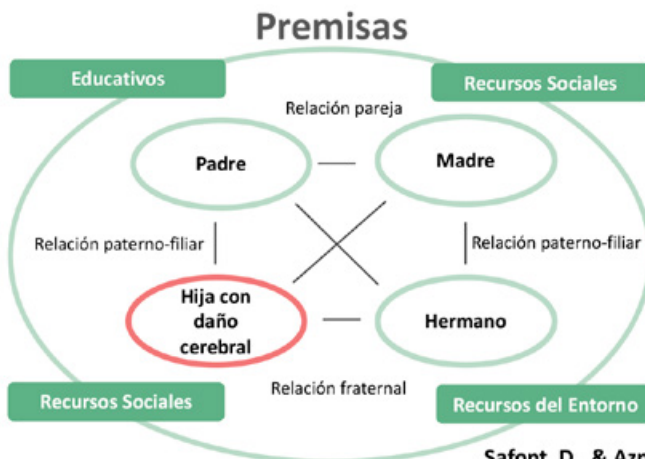 Premisas
Educativos
Recursos Sociales
Relación pareja
Padre
Madre
Relación paterno-filiar
Relación paterno-filiar
Hija con
daño
cerebral
Hermano
Relación fraternal
Recursos Sociales
Recursos del Entorno
Safont, D., &